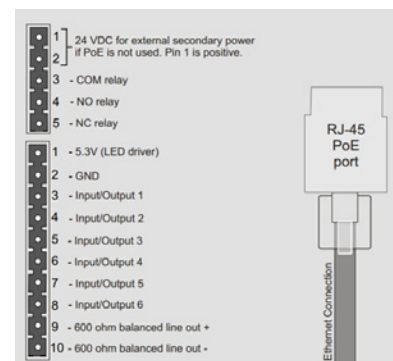 1
2
24 VDC for external secondary power
if PoE is not used. Pin 1 is positive.
3 - COM relay
4 - NO relay
5 - NC relay
1 - 5.3V (LED driver)
2 - GND
3 - Input/Output 1
4 - Input/Output 2
5 - Input/Output 3
6 - Input/Output 4
7 - Input/Output 5
8 - Input/Output 6
9 - 600 ohm balanced line out +
10 - 600 ohm balanced line out -
RJ-45
PoE
port
Ethernet Connection